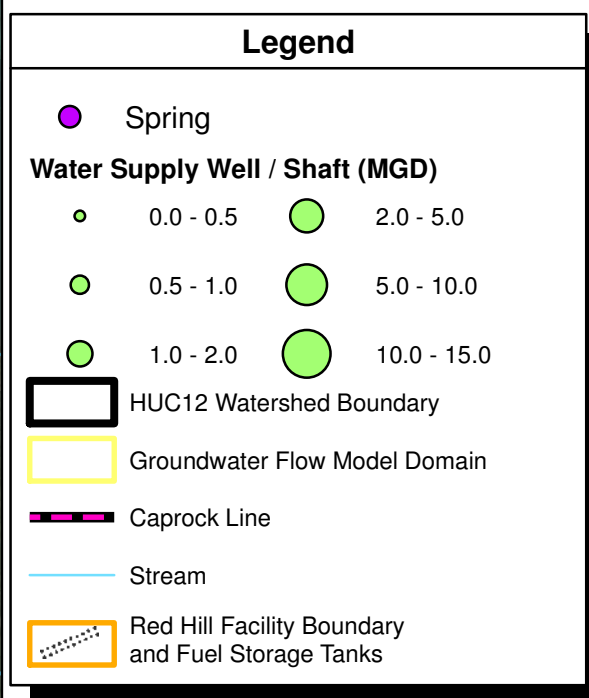 Legend
Spring
Water Supply Well / Shaft (MGD)
0.0 - 0.5
2.0 - 5.0
0.5 - 1.0
5.0 - 10.0
1.0 - 2.0
10.0 - 15.0
HUC12 Watershed Boundary
Groundwater Flow Model Domain
Caprock Line
Stream
Red Hill Facility Boundary
and Fuel Storage Tanks